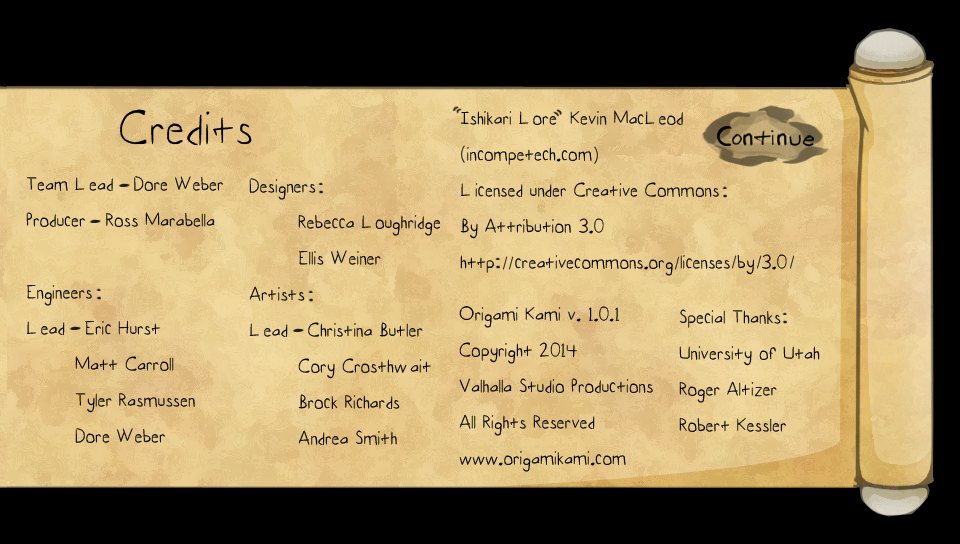 Credits
Team Lead - Dore Weber
Producer - Ross Marabella
Engineers:
Lead - Eric Hurst
Matt Carroll
Tyler Rasmussen
Dore Weber
Designers:
Rebecca Loughridge
Ellis Weiner
Artists:
Lead - Christina Butler
Cory Crosthwait
Brock Richards
Andrea Smith
"Ishikari Lore" Kevin MacLeod
(incompetech.com)
Licensed under Creative Commons:
By Attribution 3.0
http://creativecommons.org/licenses/by/3.0/
Origami Kami v. 1.0.1
Copyright 2014
Valhalla Studio Productions
All Rights Reserved
www.origamikami.com
Special Thanks:
University of Utah
Roger Altizer
Robert Kessler
Continue